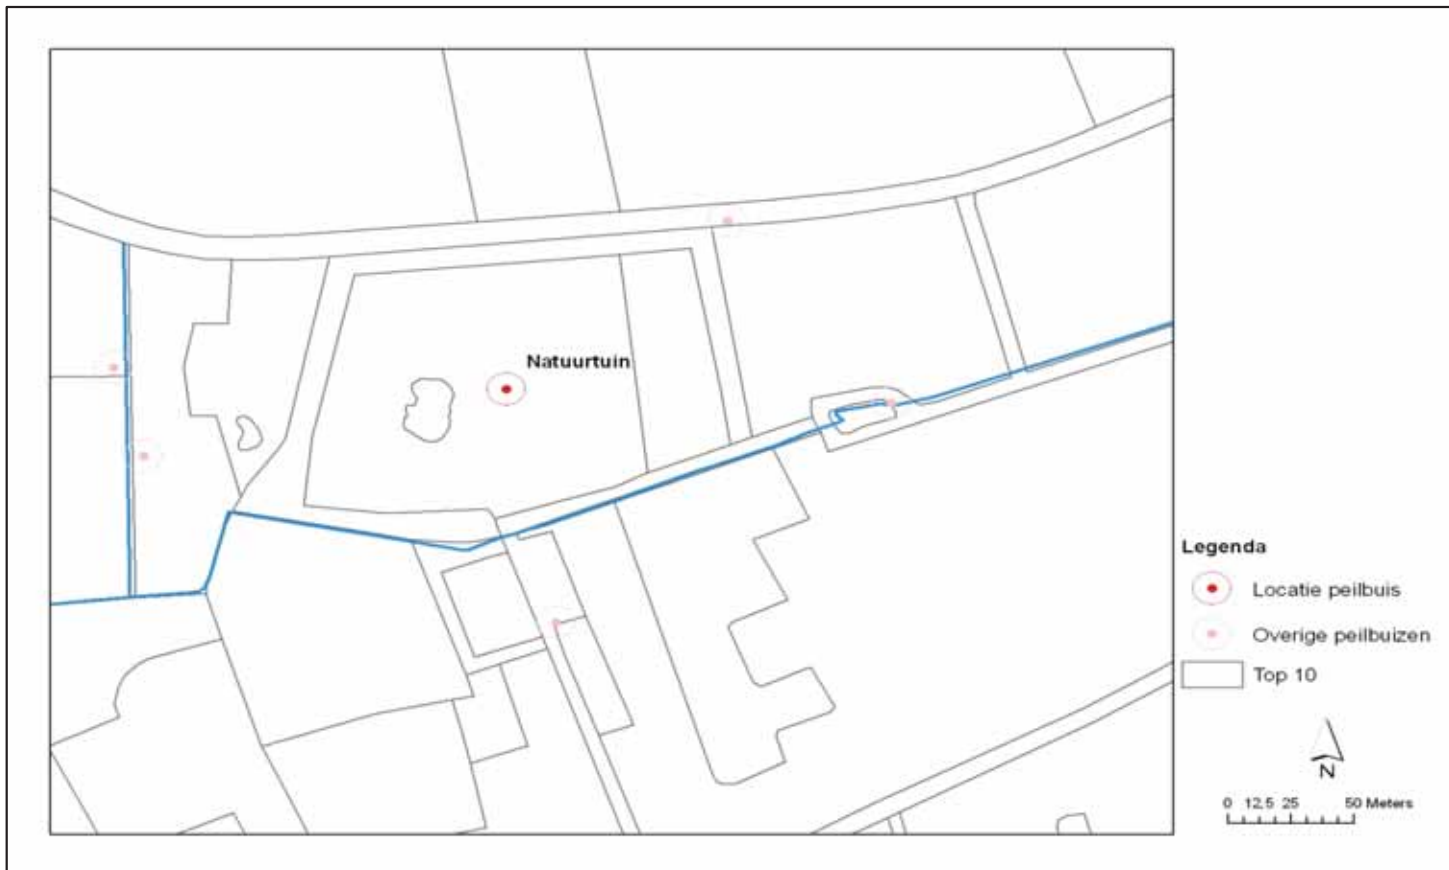 Natuurtuin
Legenda
Locatie peilbuis
Overige peilbuizen
Top 10
N
0 12,5 25 50 Meters